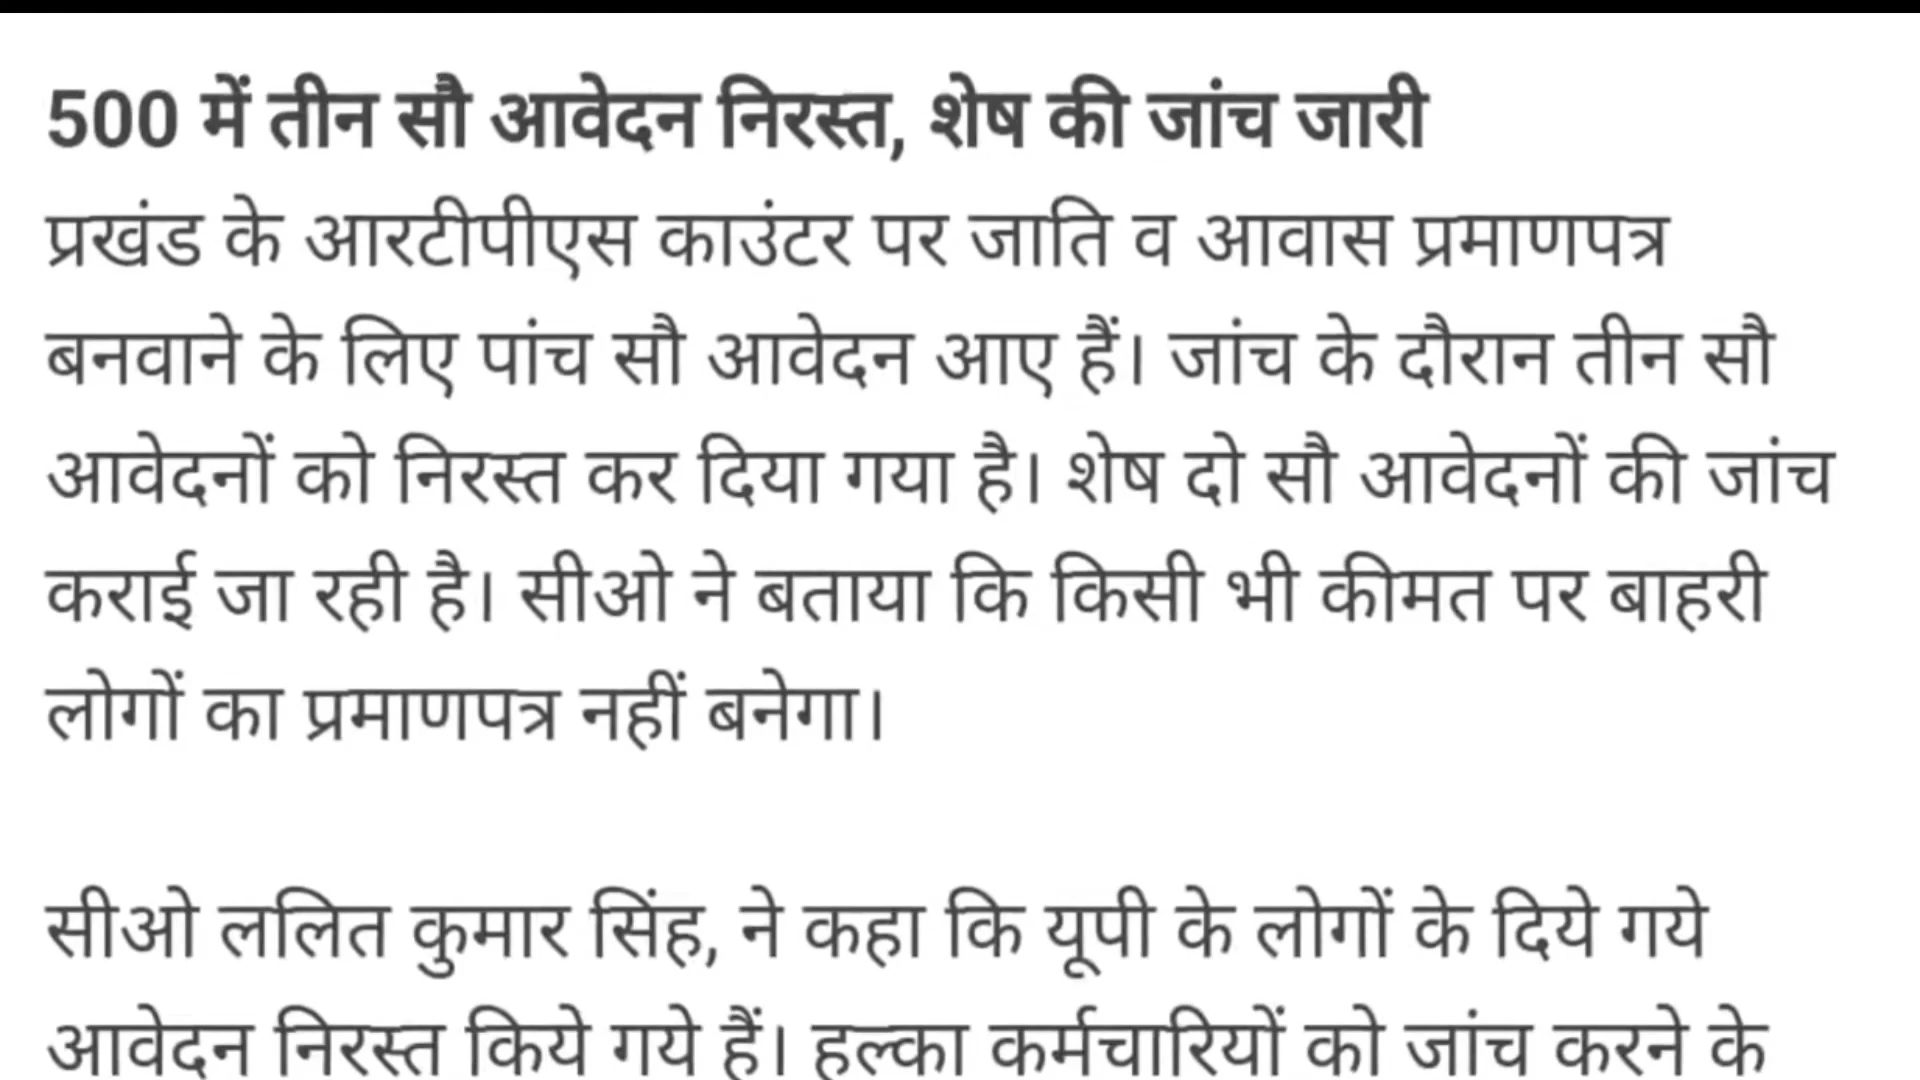 500 में तीन सौ आवेदन निरस्त, शेष की जांच जारी
प्रखंड के आरटीपीएस काउंटर पर जाति व आवास प्रमाणपत्र
बनवाने के लिए पांच सौ आवेदन आए हैं। जांच के दौरान तीन सौ
आवेदनों को निरस्त कर दिया गया है। शेष दो सौ आवेदनों की जांच
कराई जा रही है। सीओ ने बताया कि किसी भी कीमत पर बाहरी
लोगों का प्रमाणपत्र नहीं बनेगा।
सीओ ललित कुमार सिंह, ने कहा कि यूपी के लोगों के दिये गये
आवेदन निरस्त किये गये हैं। हल्का कर्मचारियों को जांच करने के